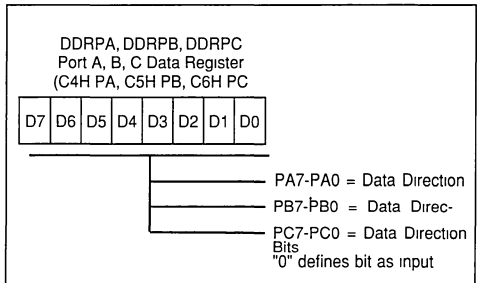 DDRPA, DDRPB, DDRPC
Port A, B, C Data Register
(C4H PA, C5H PB, C6H PC
D7 D6 D5 D4 D3 D2 D1 D0
PA7-PA0 = Data Direction
PB7-PB0 = Data Direc-
PC7-PC0 = Data Direction
Bits
"0" defines bit as input